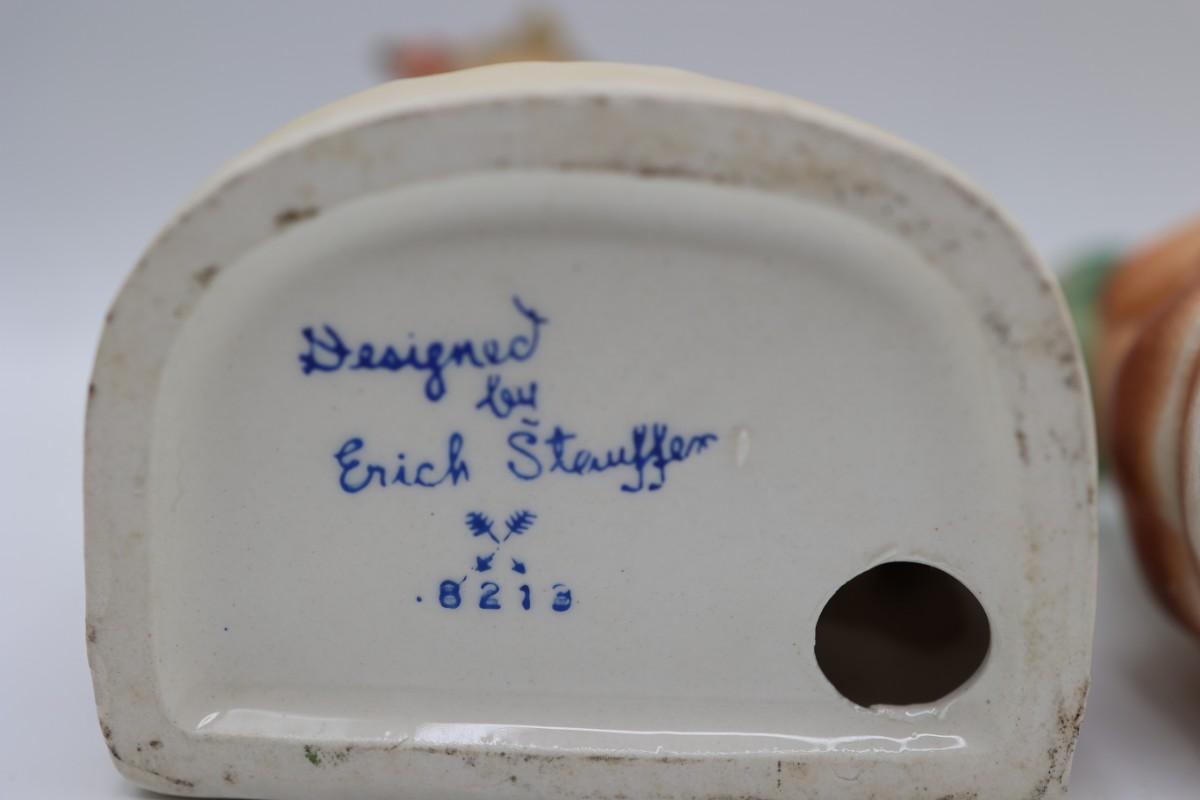 Designed
by
Erich Stauffer
8213